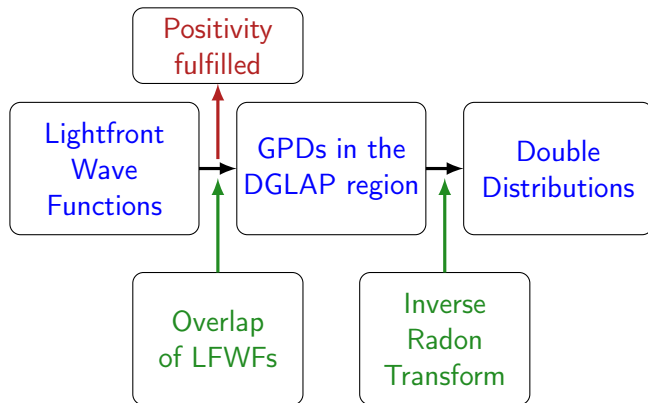 Positivity
fulfilled
Lightfront
Wave
Functions
GPDs in the
DGLAP region
Double
Distributions
Overlap
of LFWFs
Inverse
Radon
Transform